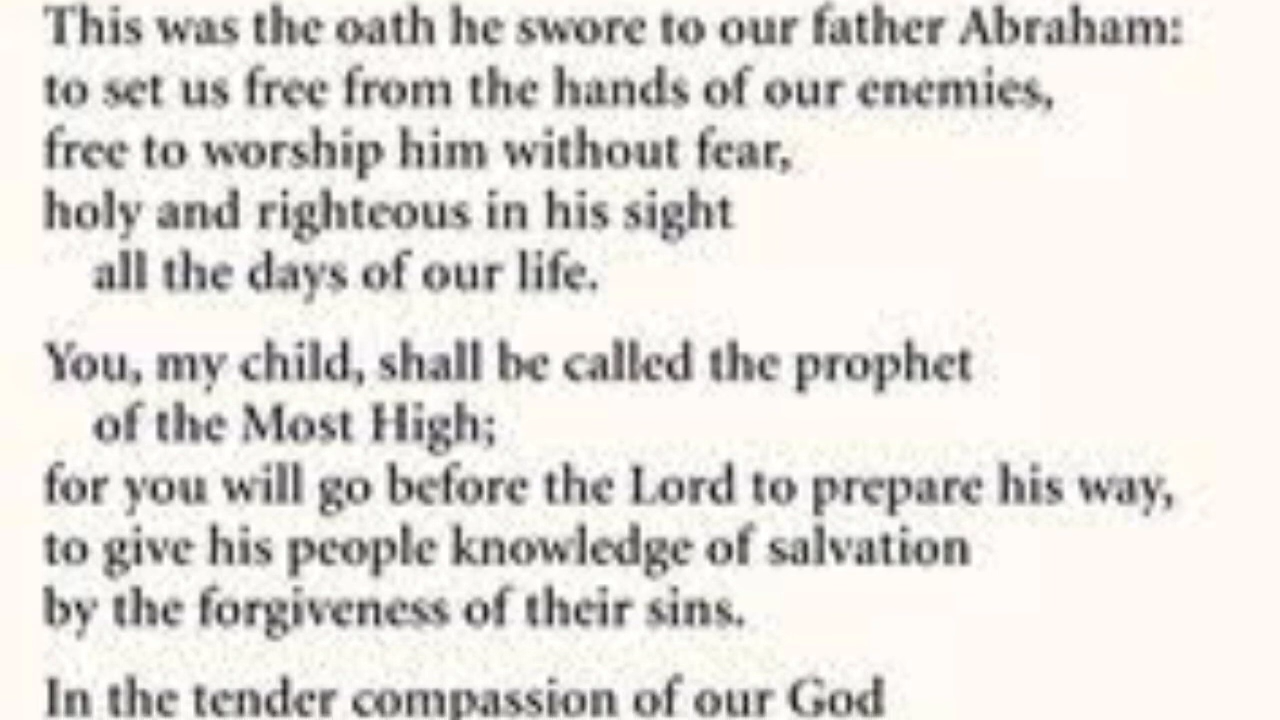 This was the oath he swore to our father Abraham:
to set us free from the hands of our enemies,
free to worship him without fear,
holy and righteous in his sight
all the days of our life.
You, my child, shall be called the prophet
of the Most High;
for you will go before the Lord to prepare his way,
to give his people knowledge of salvation
by the forgiveness of their sins.
In the tender compassion of our God